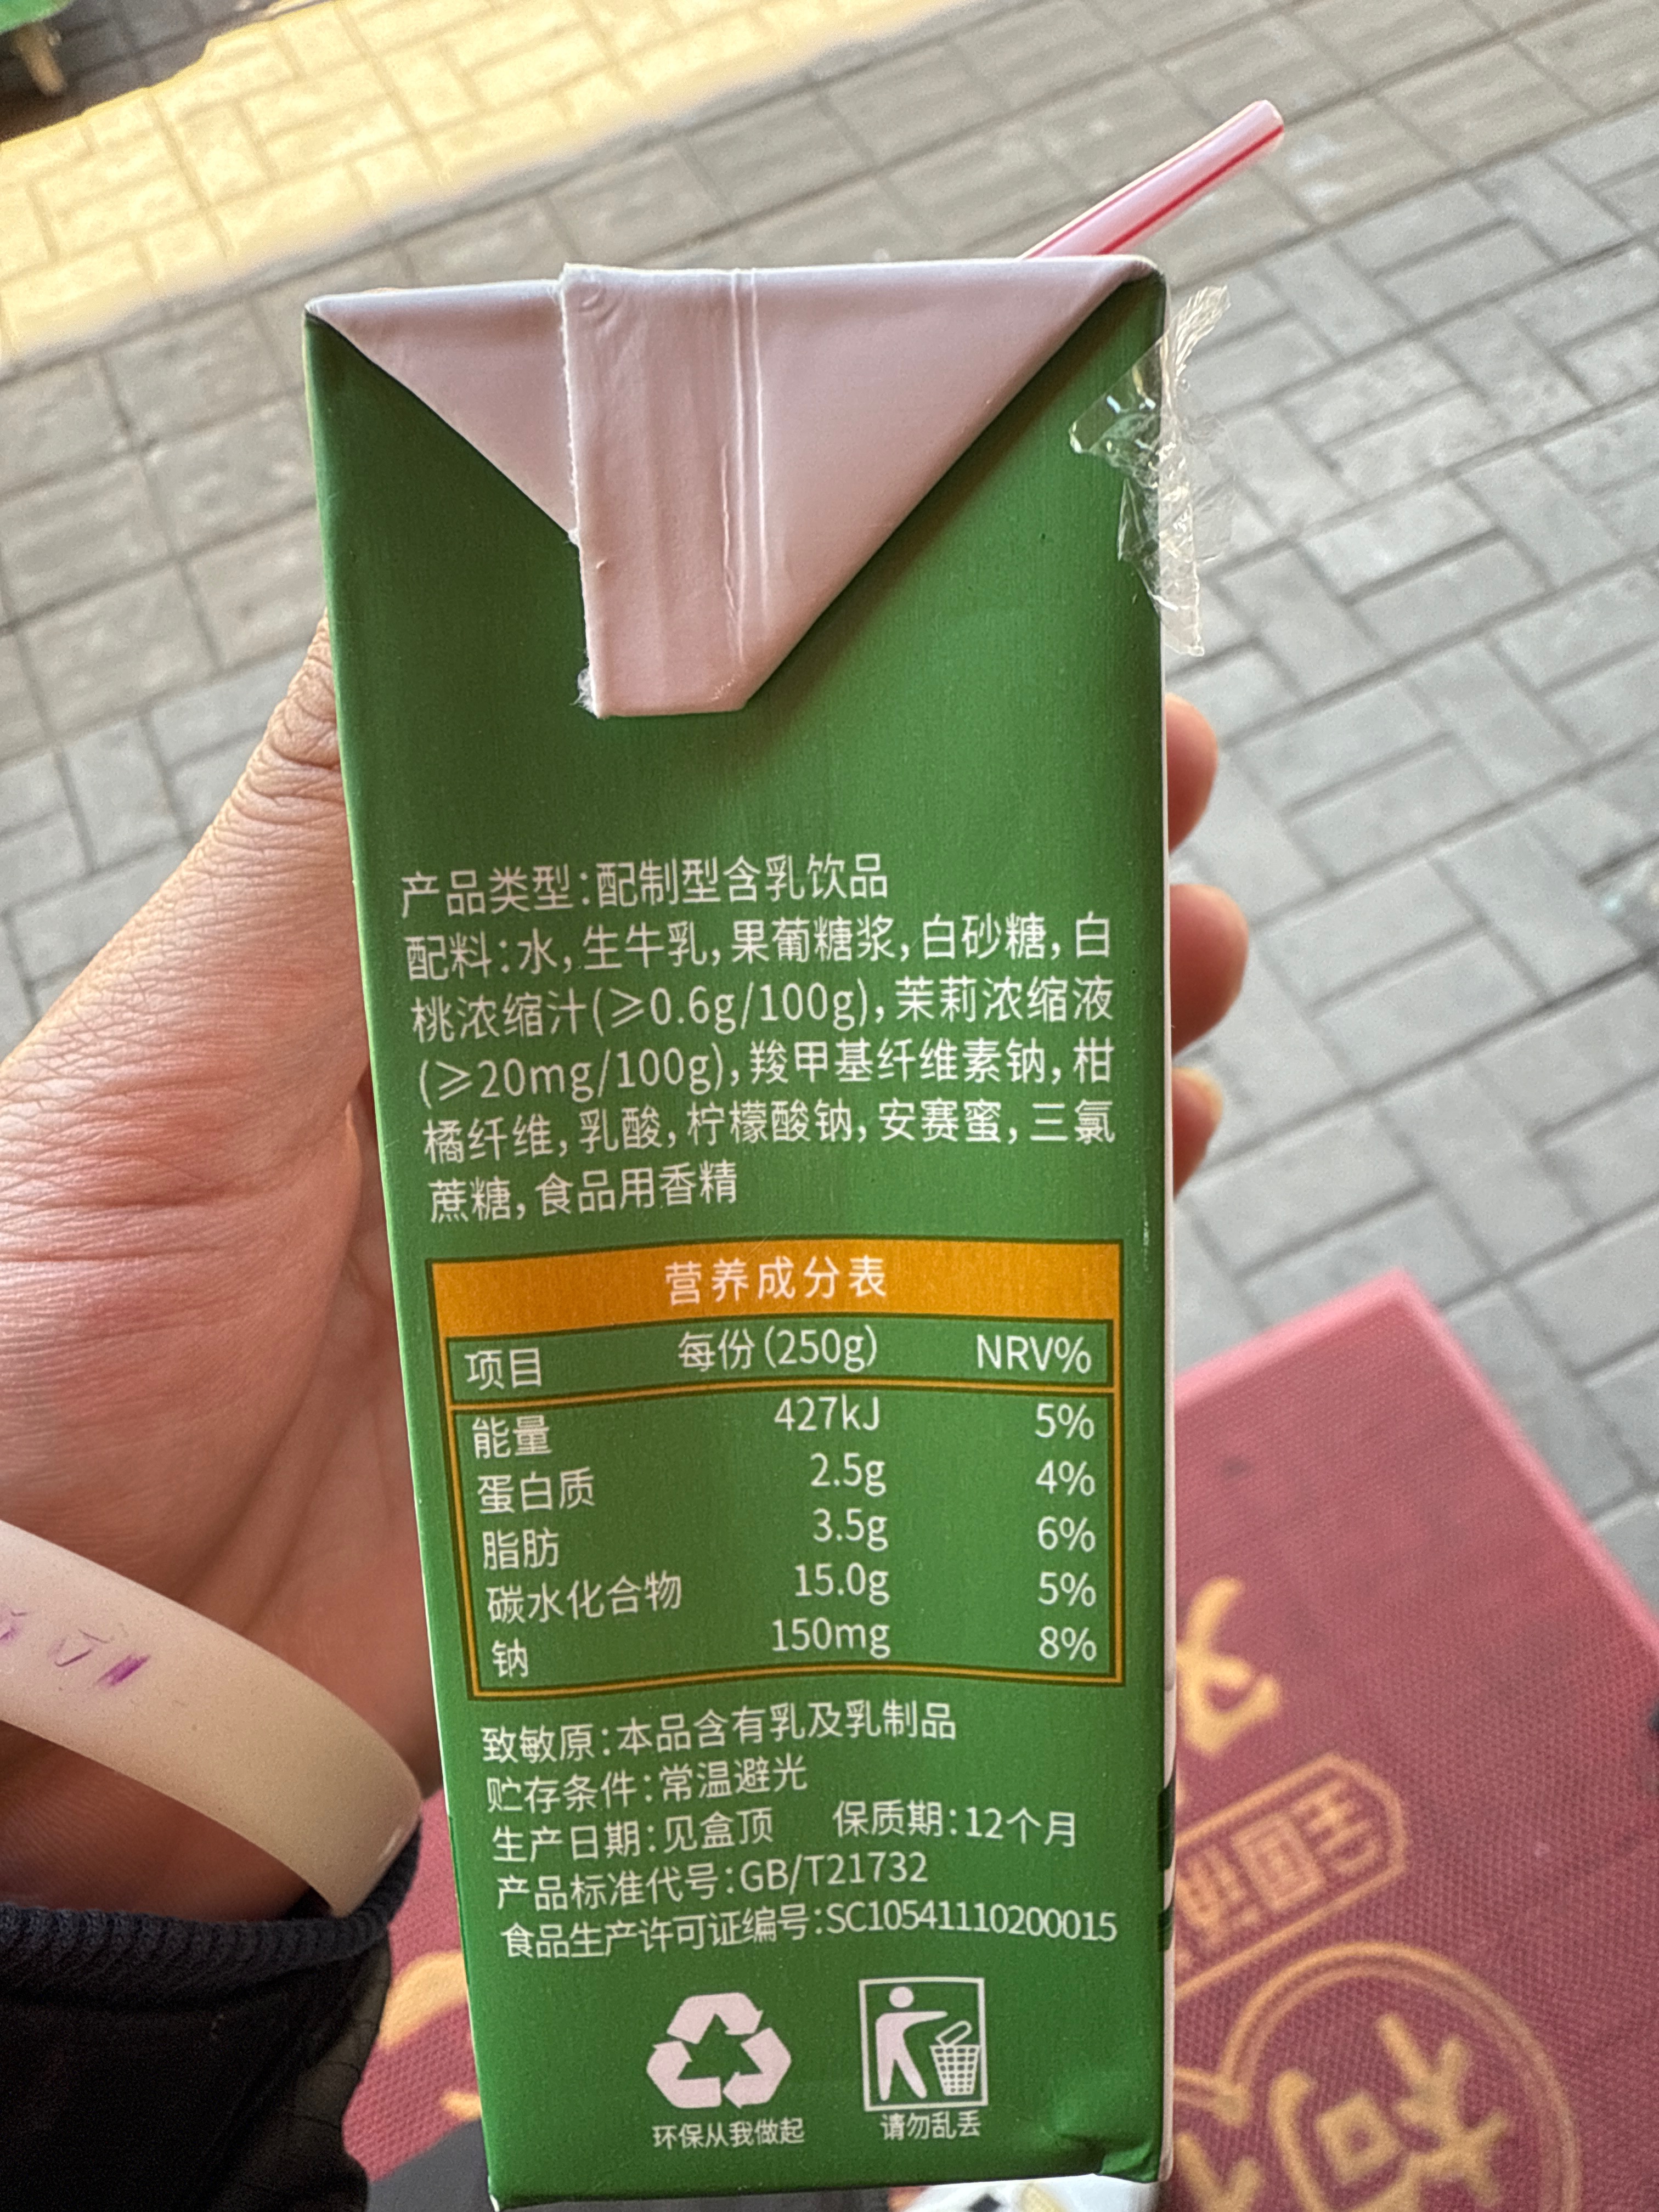 产品类型:配制型含乳饮品
配料:水,生牛乳,果葡糖浆,白砂糖,白
桃浓缩汁(≥0.6g/100g),茉莉浓缩液
(≥20mg/100g),羧甲基纤维素钠,柑
橘纤维,乳酸,柠檬酸钠,安赛蜜,三氯
蔗糖,食品用香精
营养成分表
项目 每份(250g) NRV%
能量 427kJ 5%
蛋白质 2.5g 4%
脂肪 3.5g 6%
碳水化合物 15.0g 5%
钠 150mg 8%
致敏原:本品含有乳及乳制品
贮存条件:常温避光
生产日期:见盒顶 保质期:12个月
产品标准代号:GB/T21732
食品生产许可证编号:SC10541110200015
环保从我做起 请勿乱丢